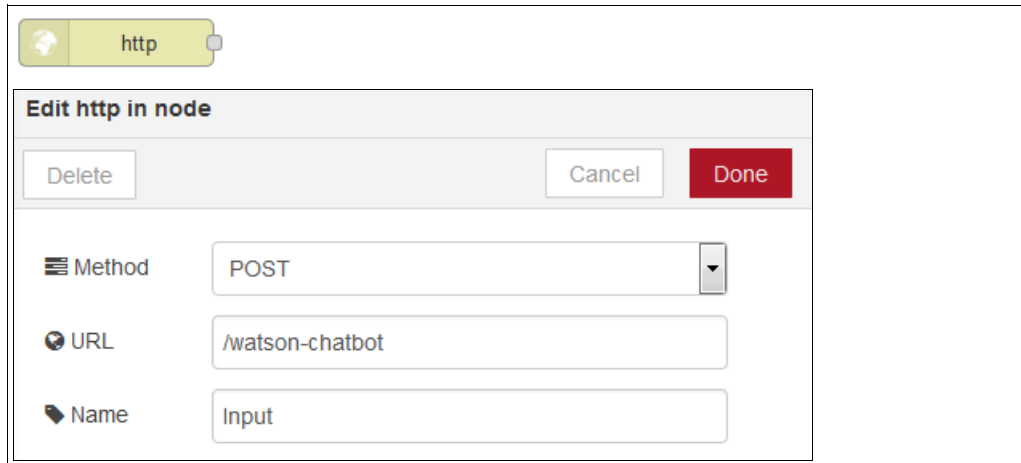 http
Edit http in node
Delete Cancel Done
Method POST
URL /watson-chatbot
Name Input